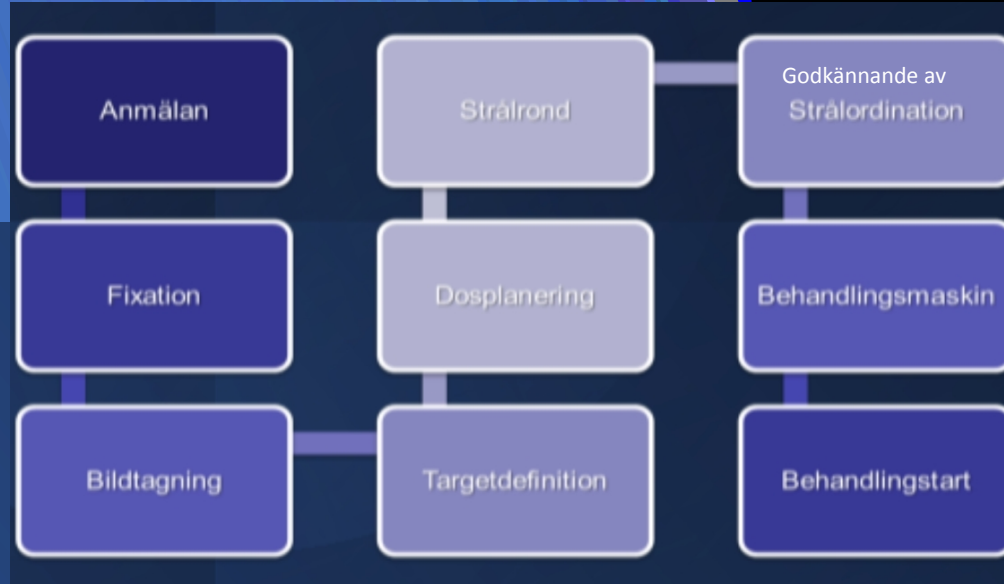 Anmälan
Fixation
Bildtagning
Targetdefinition
Dosplanering
Strålrond
Godkännande av
Strålordination
Behandlingsmaskin
Behandlingstart